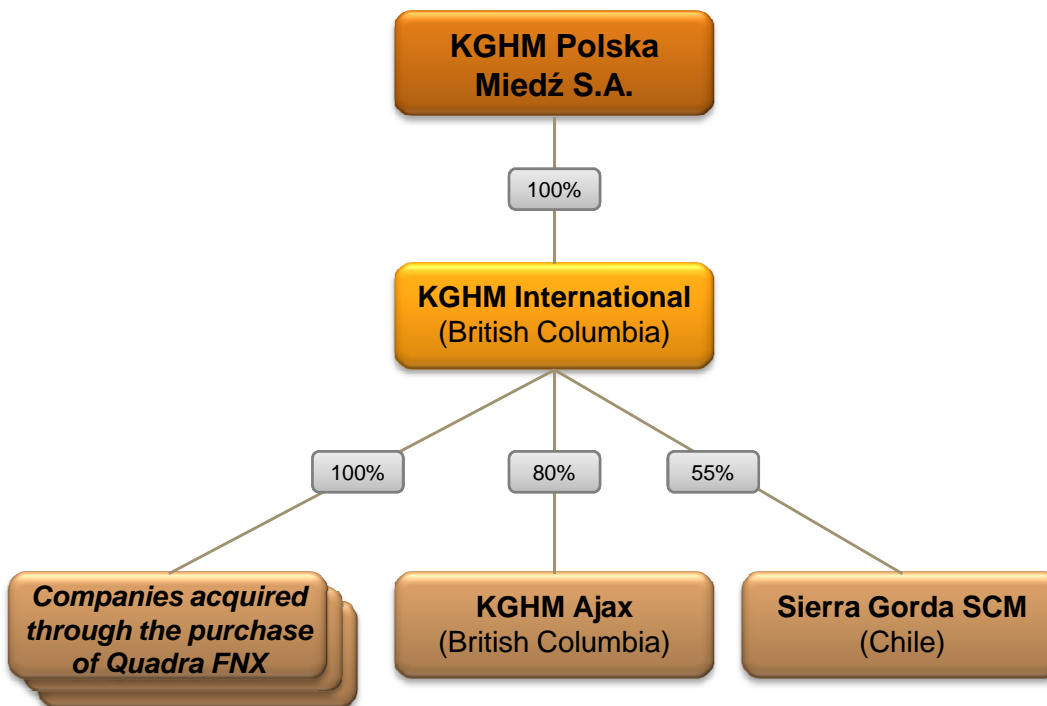 KGHM Polska
Miedź S.A.
100%
KGHM International
(British Columbia)
100%
80%
55%
Companies acquired
through the purchase
of Quadra FNX
KGHM Ajax
(British Columbia)
Sierra Gorda SCM
(Chile)